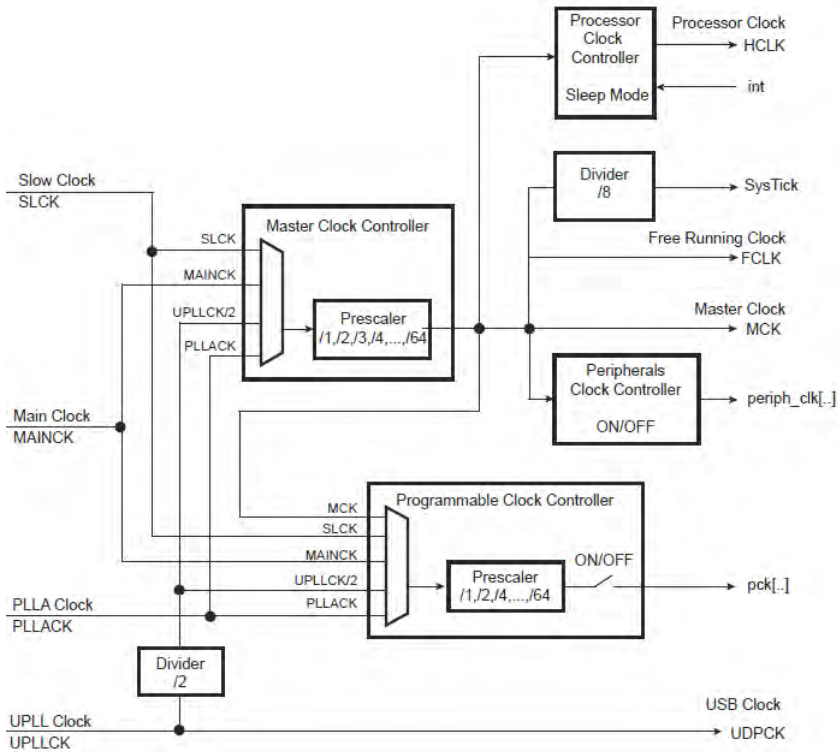 Processor
Clock
Controller
Sleep Mode
Processor Clock
HCLK
int
Slow Clock
SLCK
Divider
/8
SysTick
Master Clock Controller
SLCK
MAINCK
UPLLCK/2
PLLACK
Prescaler
/1,/2,/3,/4,...,/64
Free Running Clock
FCLK
Master Clock
MCK
Peripherals
Clock Controller
ON/OFF
periph_clk[..]
Main Clock
MAINCK
Programmable Clock Controller
MCK
SLCK
MAINCK
UPLLCK/2
PLLACK
Prescaler
/1,/2,/4,...,/64
ON/OFF
pck[..]
PLLA Clock
PLLACK
Divider
/2
UPLL Clock
UPLLCK
USB Clock
UDPCK